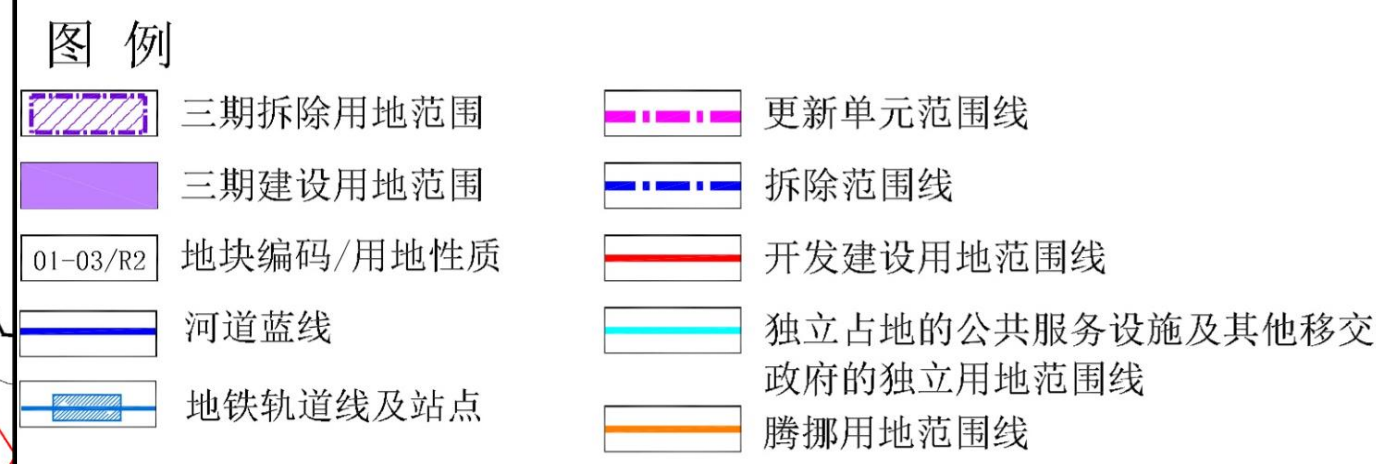 图 例
三期拆除用地范围
三期建设用地范围
01-03/R2 地块编码/用地性质
河道蓝线
地铁轨道线及站点
更新单元范围线
拆除范围线
开发建设用地范围线
独立占地的公共服务设施及其他移交
政府的独立用地范围线
腾挪用地范围线